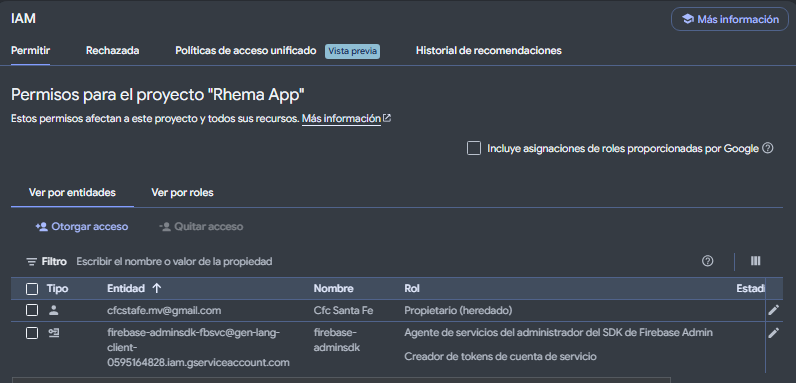 IAM
Más información
Permitir Rechazada Políticas de acceso unificado Vista previa Historial de recomendaciones
Permisos para el proyecto "Rhema App"
Estos permisos afectan a este proyecto y todos sus recursos. Más información
Incluye asignaciones de roles proporcionadas por Google
Ver por entidades Ver por roles
Otorgar acceso Quitar acceso
Filtro Escribir el nombre o valor de la propiedad
Tipo Entidad Nombre Rol Estadí
cfcstafe.mv@gmail.com Cfc Santa Fe Propietario (heredado)
firebase-adminsdk-fbsvc@gen-lang- firebase- Agente de servicios del administrador del SDK de Firebase Admin
client- adminsdk
0595164828.iam.gserviceaccount.com Creador de tokens de cuenta de servicio